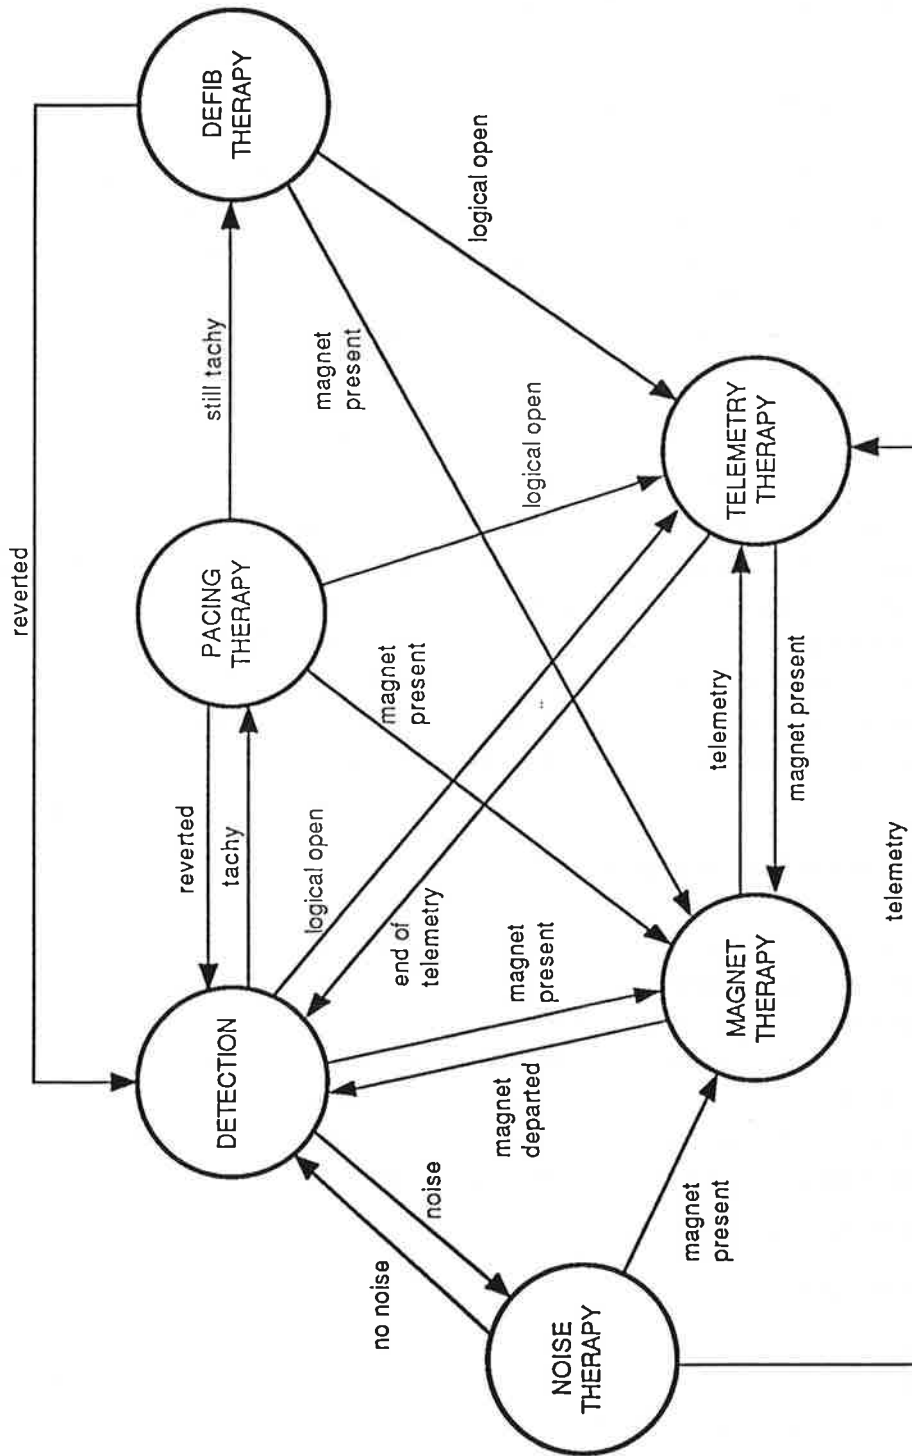 reverted
DEFIB
THERAPY
still tachy
logical open
magnet
present
PACING
THERAPY
logical open
magnet
present
reverted
tachy
logical open
end of
telemetry
TELEMETRY
THERAPY
telemetry
magnet present
DETECTION
magnet
present
magnet
departed
MAGNET
THERAPY
telemetry
noise
no noise
magnet
present
NOISE
THERAPY